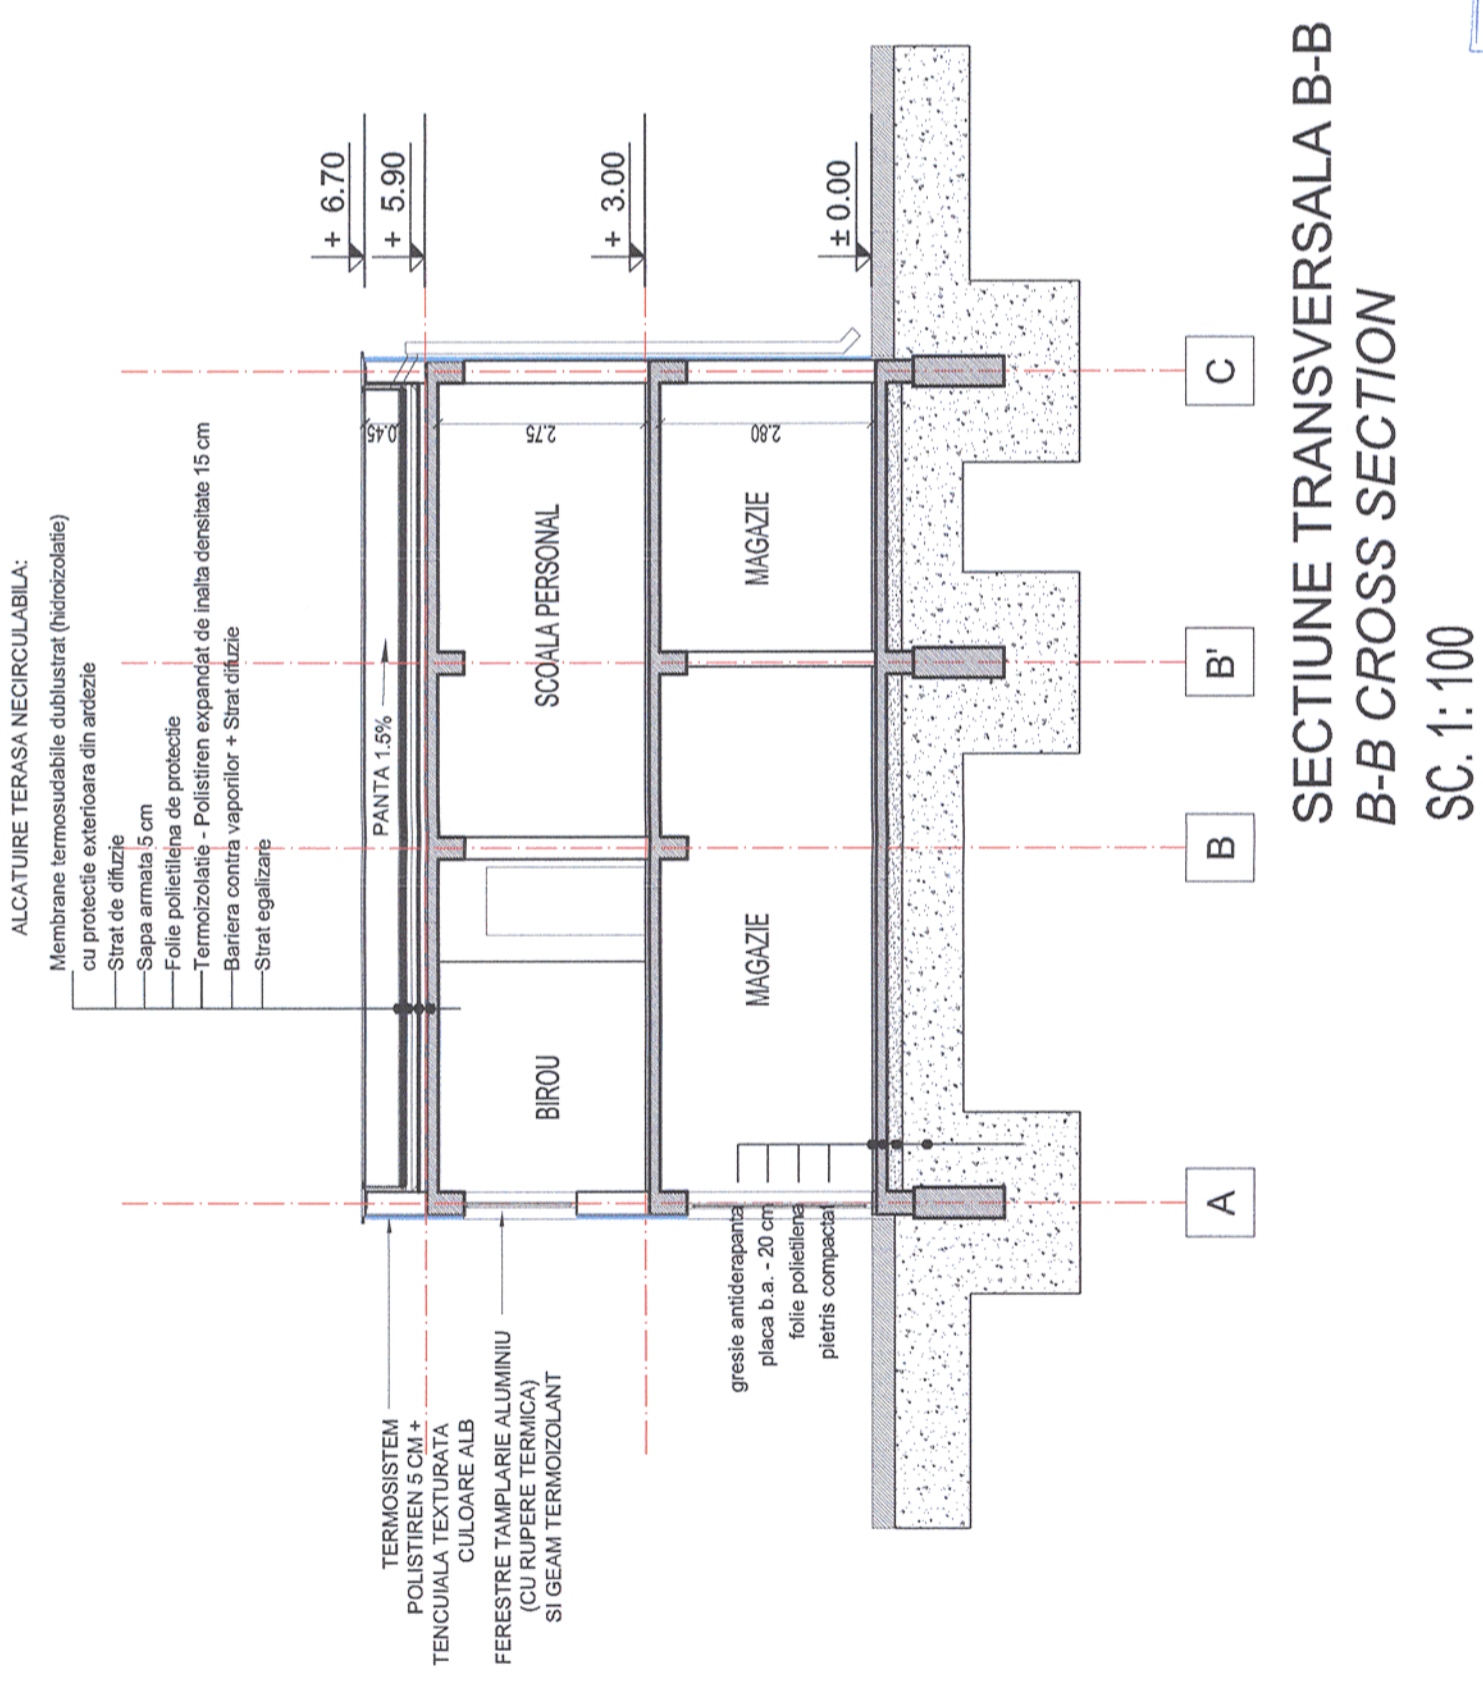 ALCATUIRE TERASA NECIRCULABILA:
Membrane termosudabile dublustrat (hidroizolatie)
cu protectie exterioara din ardezie
Strat de difuzie
Sapa armata 5 cm
Folie polietilena de protectie
Termoizolatie - Polistiren expandat de inalta densitate 15 cm
Bariera contra vaporilor + Strat difuzie
Strat egalizare
PANTA 1.5%
+ 6.70
+ 5.90
+ 3.00
± 0.00
0.45
2.75
2.80
BIROU
SCOALA PERSONAL
MAGAZIE
MAGAZIE
TERMOSISTEM
POLISTIREN 5 CM +
TENCUIALA TEXTURATA
CULOARE ALB
FERESTRE TAMPLARIE ALUMINIU
(CU RUPERE TERMICA)
SI GEAM TERMOIZOLANT
gresie antiderapanta
placa b.a. - 20 cm
folie polietilena
pietris compactat
A
B
B'
C
SECTIUNE TRANSVERSALA B-B
B-B CROSS SECTION
SC. 1:100